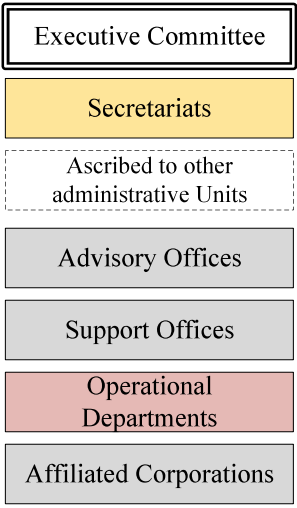 Executive Committee
Secretariats
Ascribed to other
administrative Units
Advisory Offices
Support Offices
Operational
Departments
Affiliated Corporations